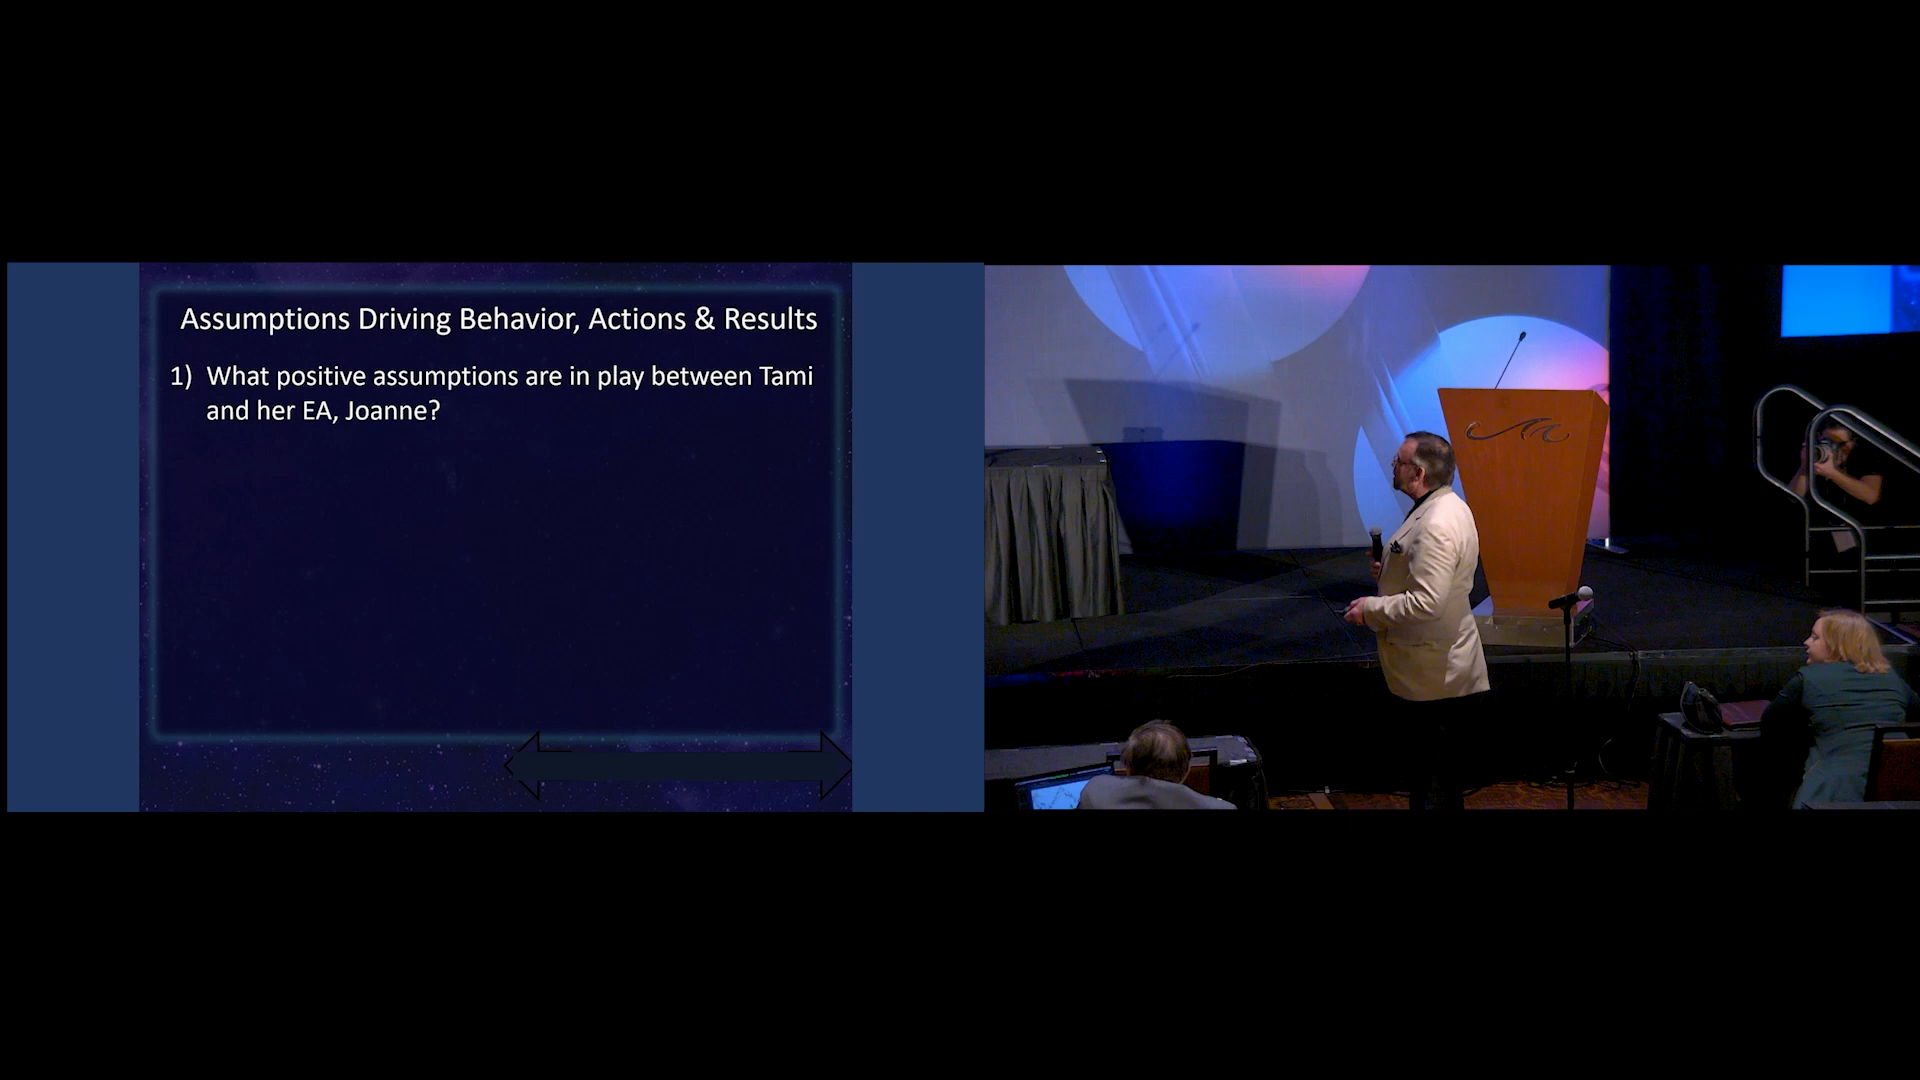 Assumptions Driving Behavior, Actions & Results
1) What positive assumptions are in play between Tami
and her EA, Joanne?